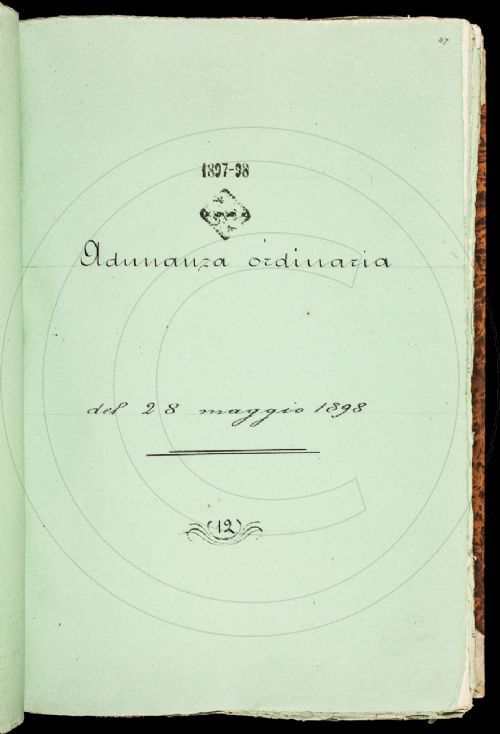 1897-98
Adunanza ordinaria
del 28 maggio 1898
(12)